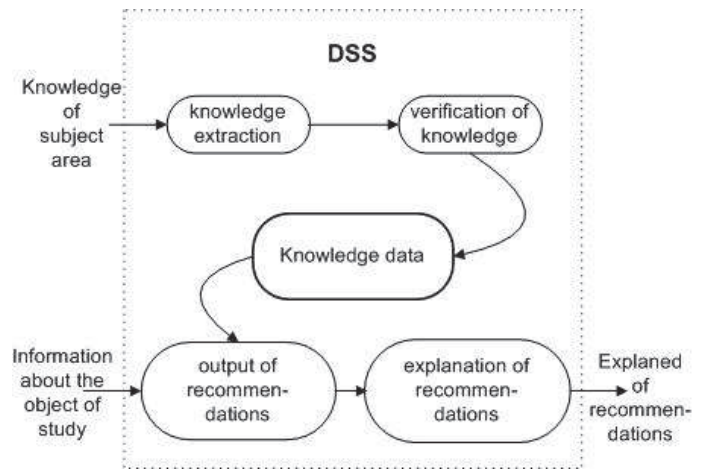 DSS
Knowledge
of
subject
area
knowledge
extraction
verification of
knowledge
Knowledge data
Information
about the
object of
study
output of
recommen-
dations
explanation of
recommen-
dations
Explaned
of
recommen-
dations